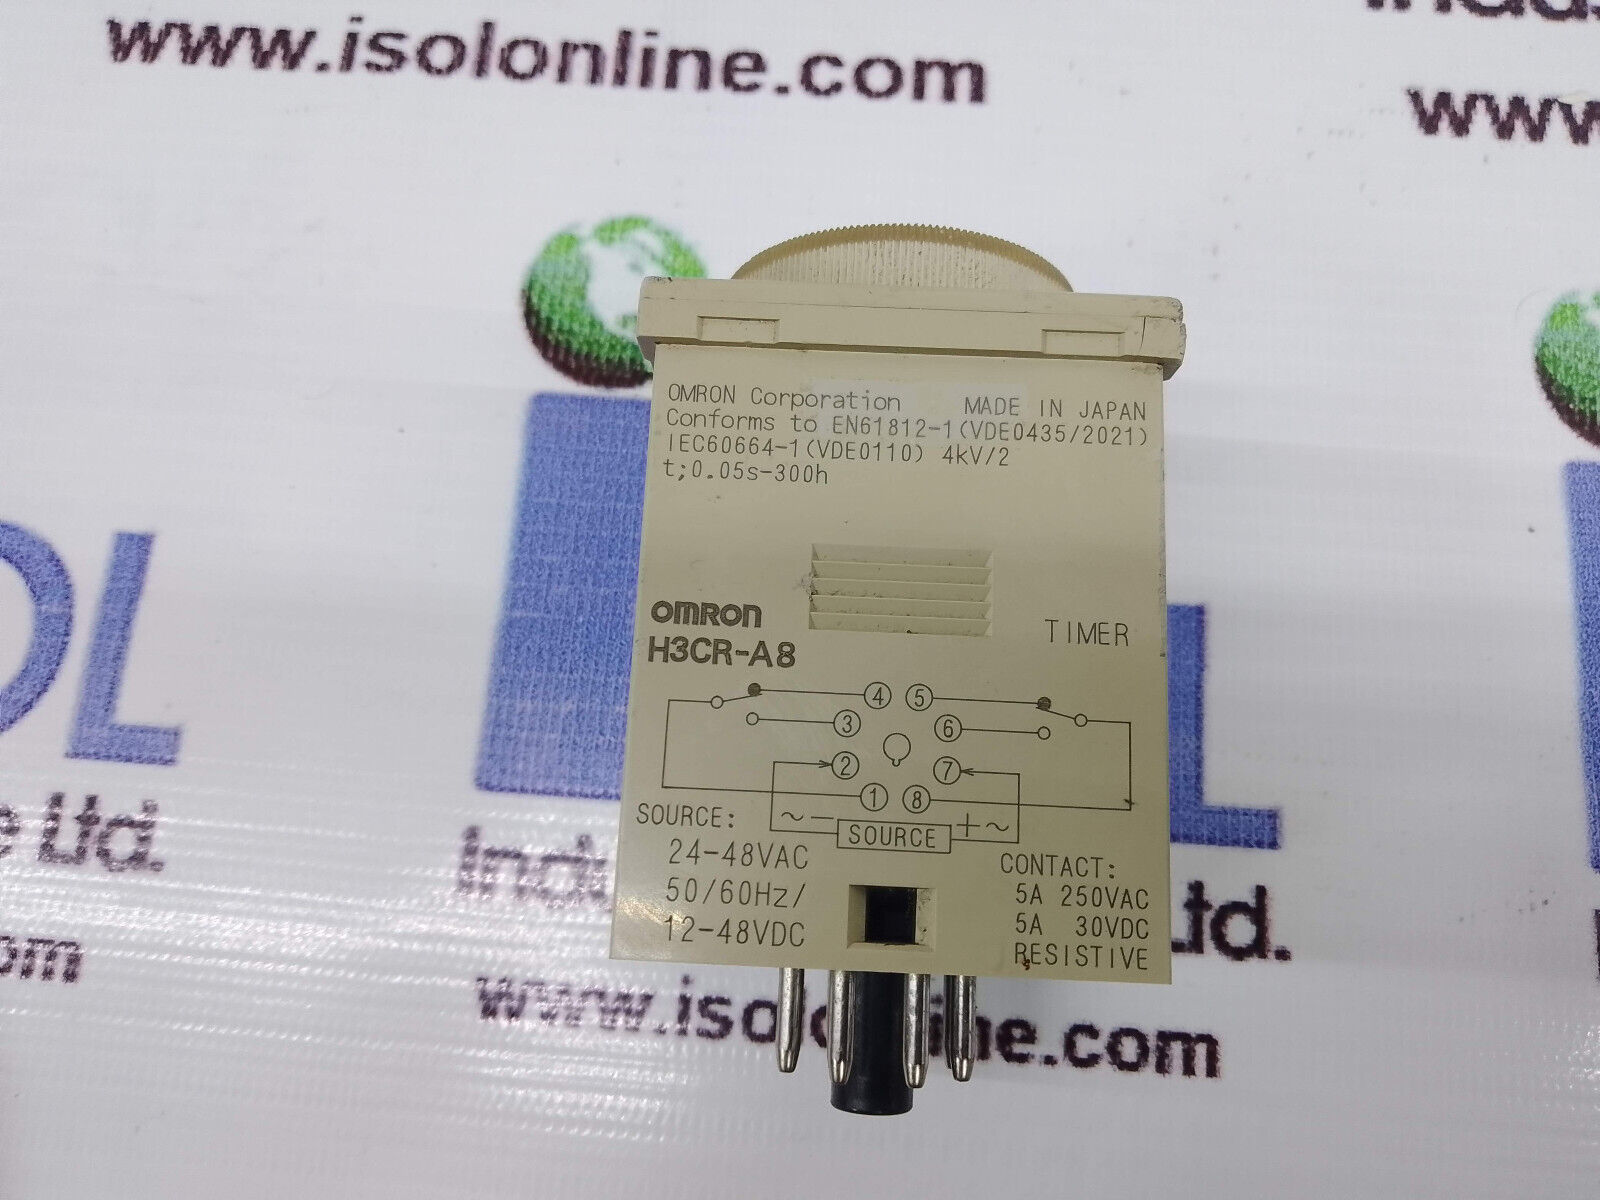 www.isolonline.com
www
OMRON Corporation MADE IN JAPAN
Conforms to EN61812-1(VDE0435/2021)
IEC60664-1(VDE0110) 4kV/2
t;0.05s-300h
OMRON
TIMER
H3CR-A8
4 5
3 6
2 7
1 8
~ − SOURCE + ~
SOURCE:
24-48VAC
50/60Hz/
12-48VDC
CONTACT:
5A 250VAC
5A 30VDC
RESISTIVE
Ltd.
Ltd.
om